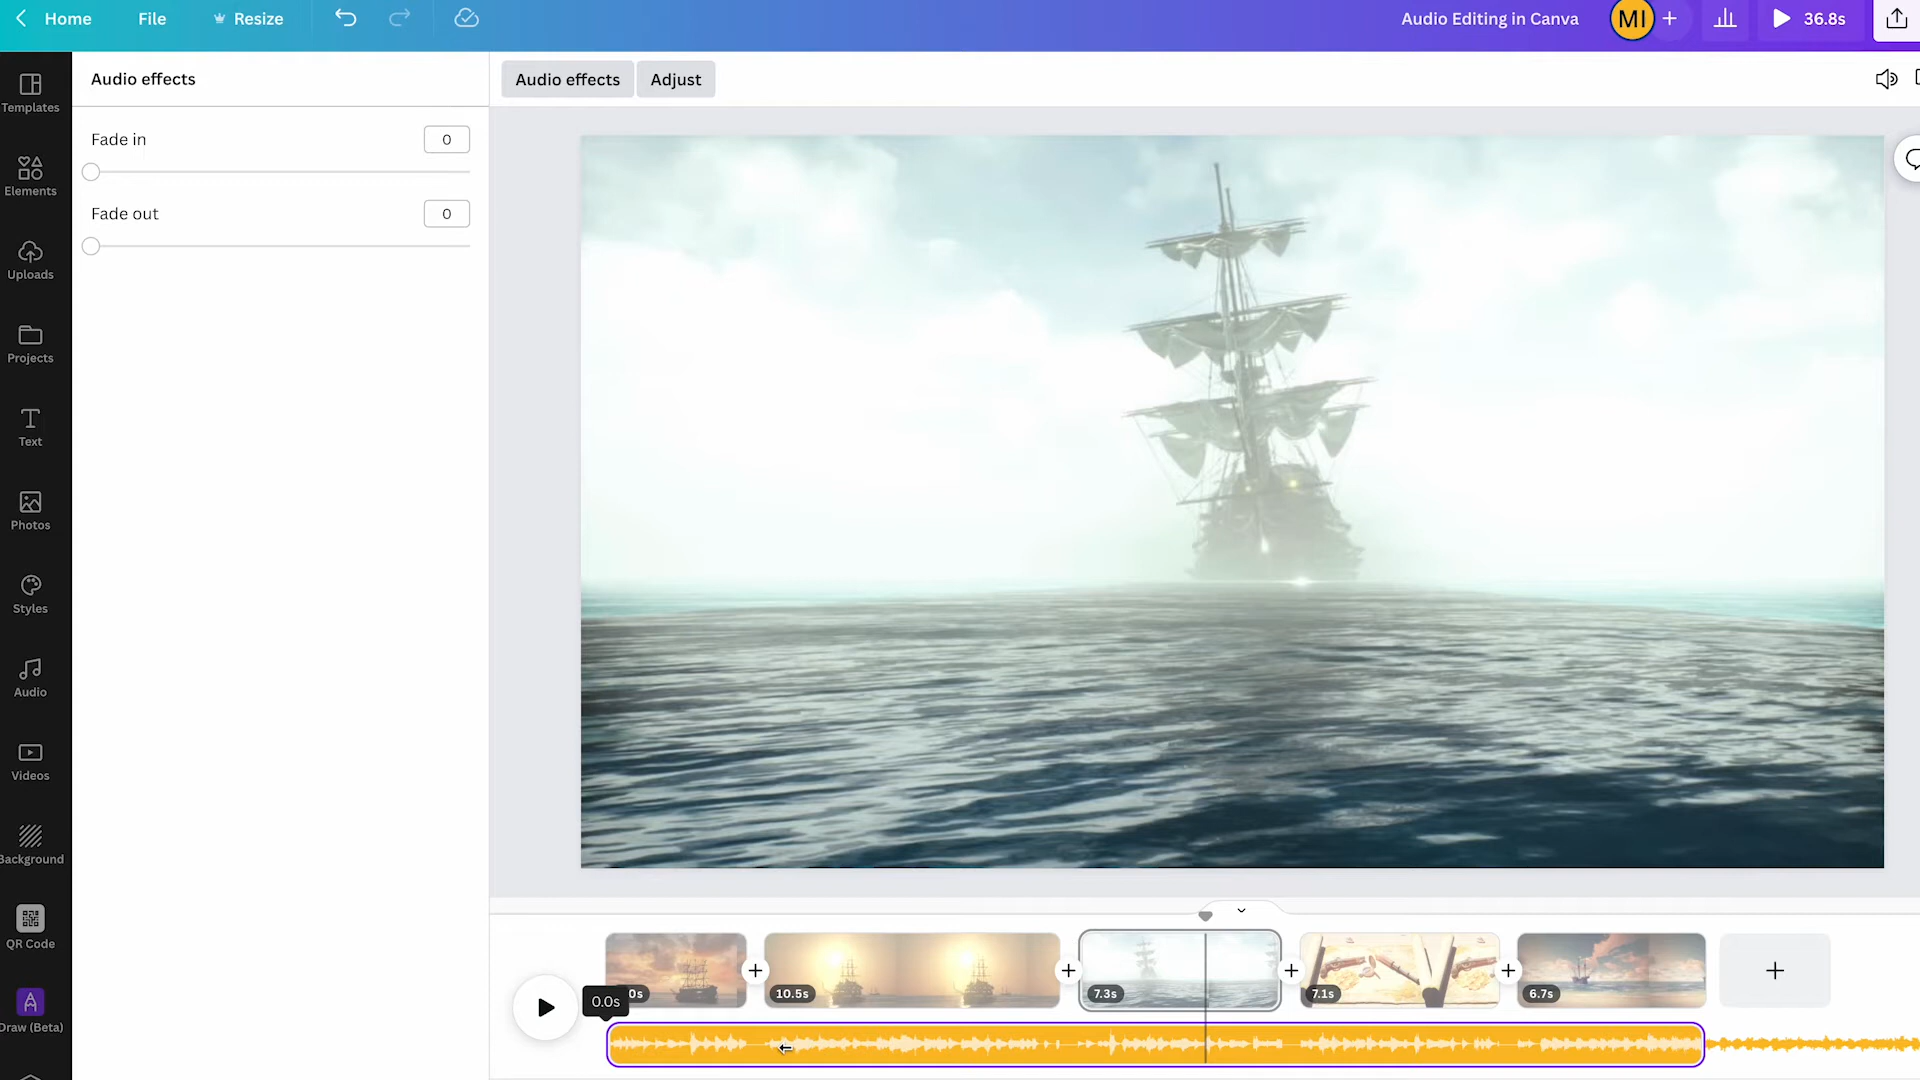 Home
File
Resize
Audio Editing in Canva
MI
36.8s
Templates
Elements
Uploads
Projects
Text
Photos
Styles
Audio
Videos
Background
QR Code
Draw (Beta)
Audio effects
Fade in
0
Fade out
0
Audio effects
Adjust
0s
10.5s
7.3s
7.1s
6.7s
0.0s